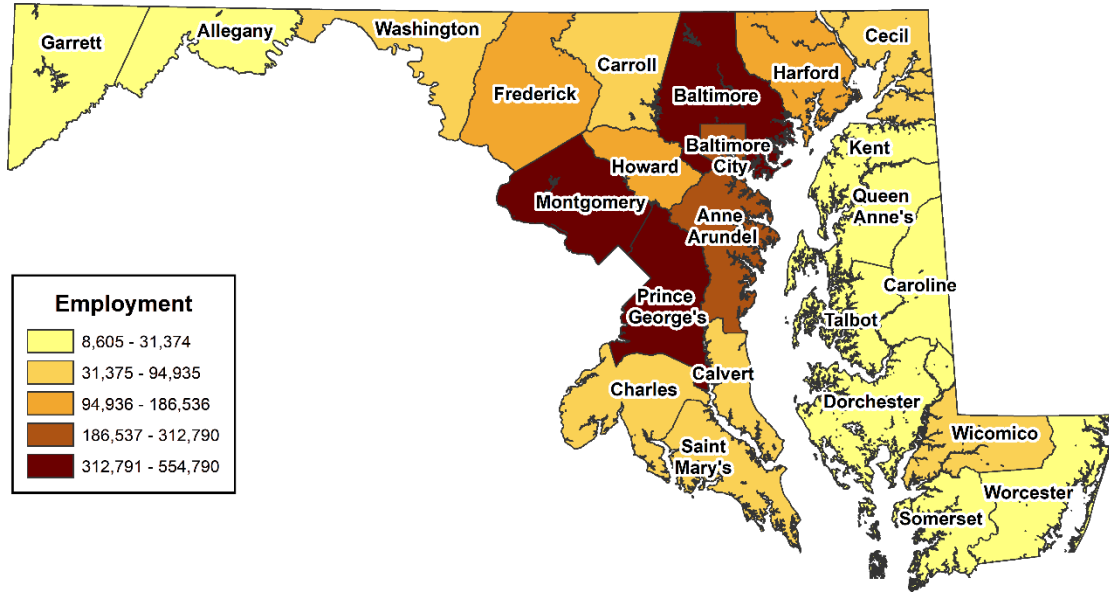 Garrett
Allegany
Washington
Frederick
Carroll
Baltimore
Harford
Cecil
Baltimore
City
Howard
Montgomery
Anne
Arundel
Prince
George's
Kent
Queen
Anne's
Caroline
Talbot
Calvert
Charles
Saint
Mary's
Dorchester
Wicomico
Worcester
Somerset
Employment
8,605 - 31,374
31,375 - 94,935
94,936 - 186,536
186,537 - 312,790
312,791 - 554,790